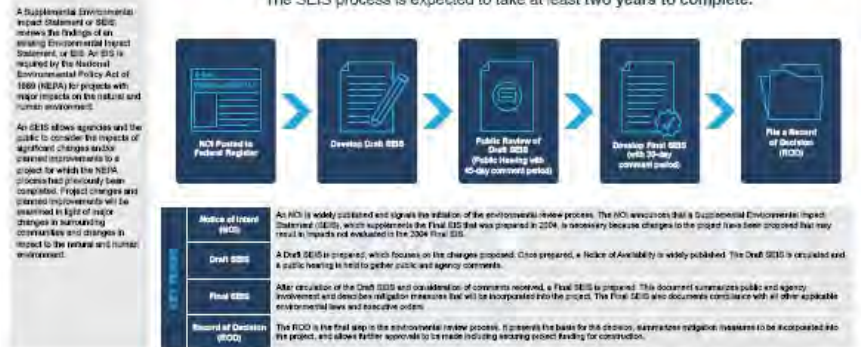 The SEIS process is expected to take at least two years to complete.
A Supplemental Environmental
Impact Statement or SEIS
reviews the findings of an
existing Environmental Impact
Statement, or EIS. An EIS is
required by the National
Environmental Policy Act of
1969 (NEPA) for projects with
major impacts on the natural and
human environment.
An SEIS allows agencies and the
public to consider the impacts of
significant changes and/or
planned improvements to a
project for which the NEPA
process had previously been
completed. Project changes and
planned improvements will be
examined in light of major
changes in surrounding
communities and changes in
impact to the natural and human
environment.
NOI Posted to
Federal Register
Develop Draft SEIS
Public Review of
Draft SEIS
(Public Hearing with
45-day comment period)
Develop Final SEIS
(with 30-day
comment period)
File a Record
of Decision
(ROD)
KEY TERMS
Notice of Intent
(NOI)
An NOI is widely published and signals the initiation of the environmental review process. The NOI announces that a Supplemental Environmental Impact
Statement (SEIS), which supplements the Final EIS that was prepared in 2004, is necessary because changes to the project have been proposed that may
result in impacts not evaluated in the 2004 Final EIS.
Draft SEIS
A Draft SEIS is prepared, which focuses on the changes proposed. Once prepared, a Notice of Availability is widely published. The Draft SEIS is circulated and
a public hearing is held to gather public and agency comments.
Final SEIS
After circulation of the Draft SEIS and consideration of comments received, a Final SEIS is prepared. This document summarizes public and agency
involvement and describes mitigation measures that will be incorporated into the project. The Final SEIS also documents compliance with all other applicable
environmental laws and executive orders.
Record of Decision
(ROD)
The ROD is the final step in the environmental review process. It presents the basis for the decision, summarizes mitigation measures to be incorporated into
the project, and allows further approvals to be made including securing project funding for construction.